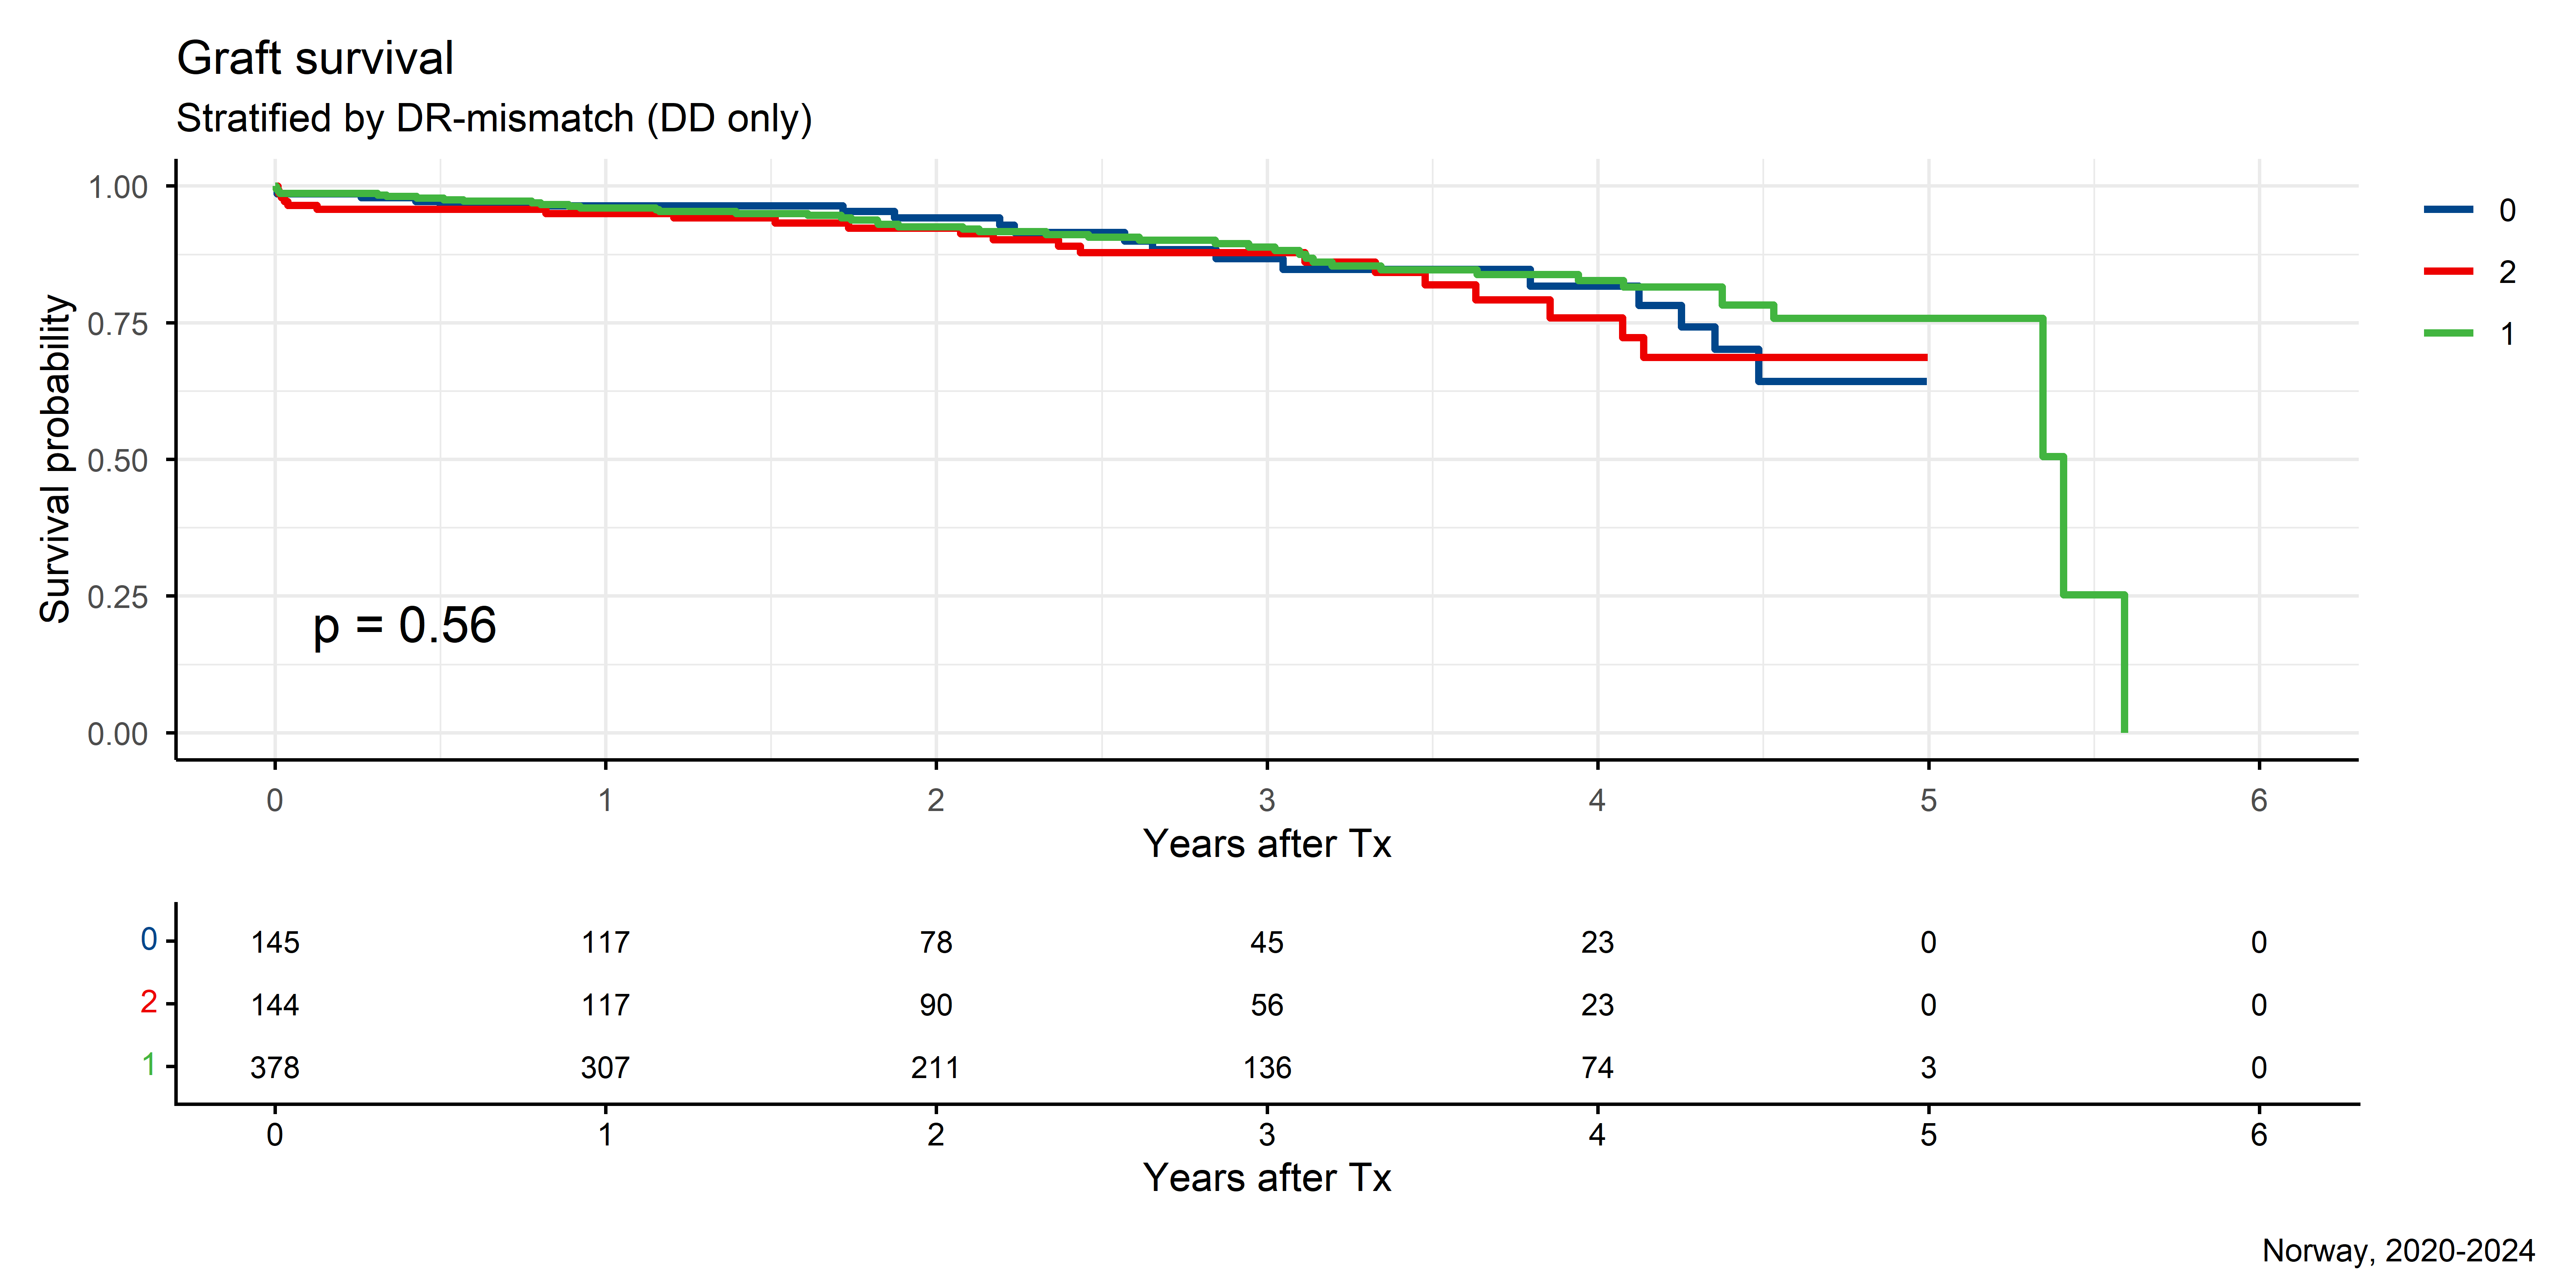 Graft survival
Stratified by DR-mismatch (DD only)
1.00
0.75
0.50
0.25
0.00
Survival probability
p = 0.56
0
2
1
0 1 2 3 4 5 6
Years after Tx
0 145 117 78 45 23 0 0
2 144 117 90 56 23 0 0
1 378 307 211 136 74 3 0
0 1 2 3 4 5 6
Years after Tx
Norway, 2020-2024